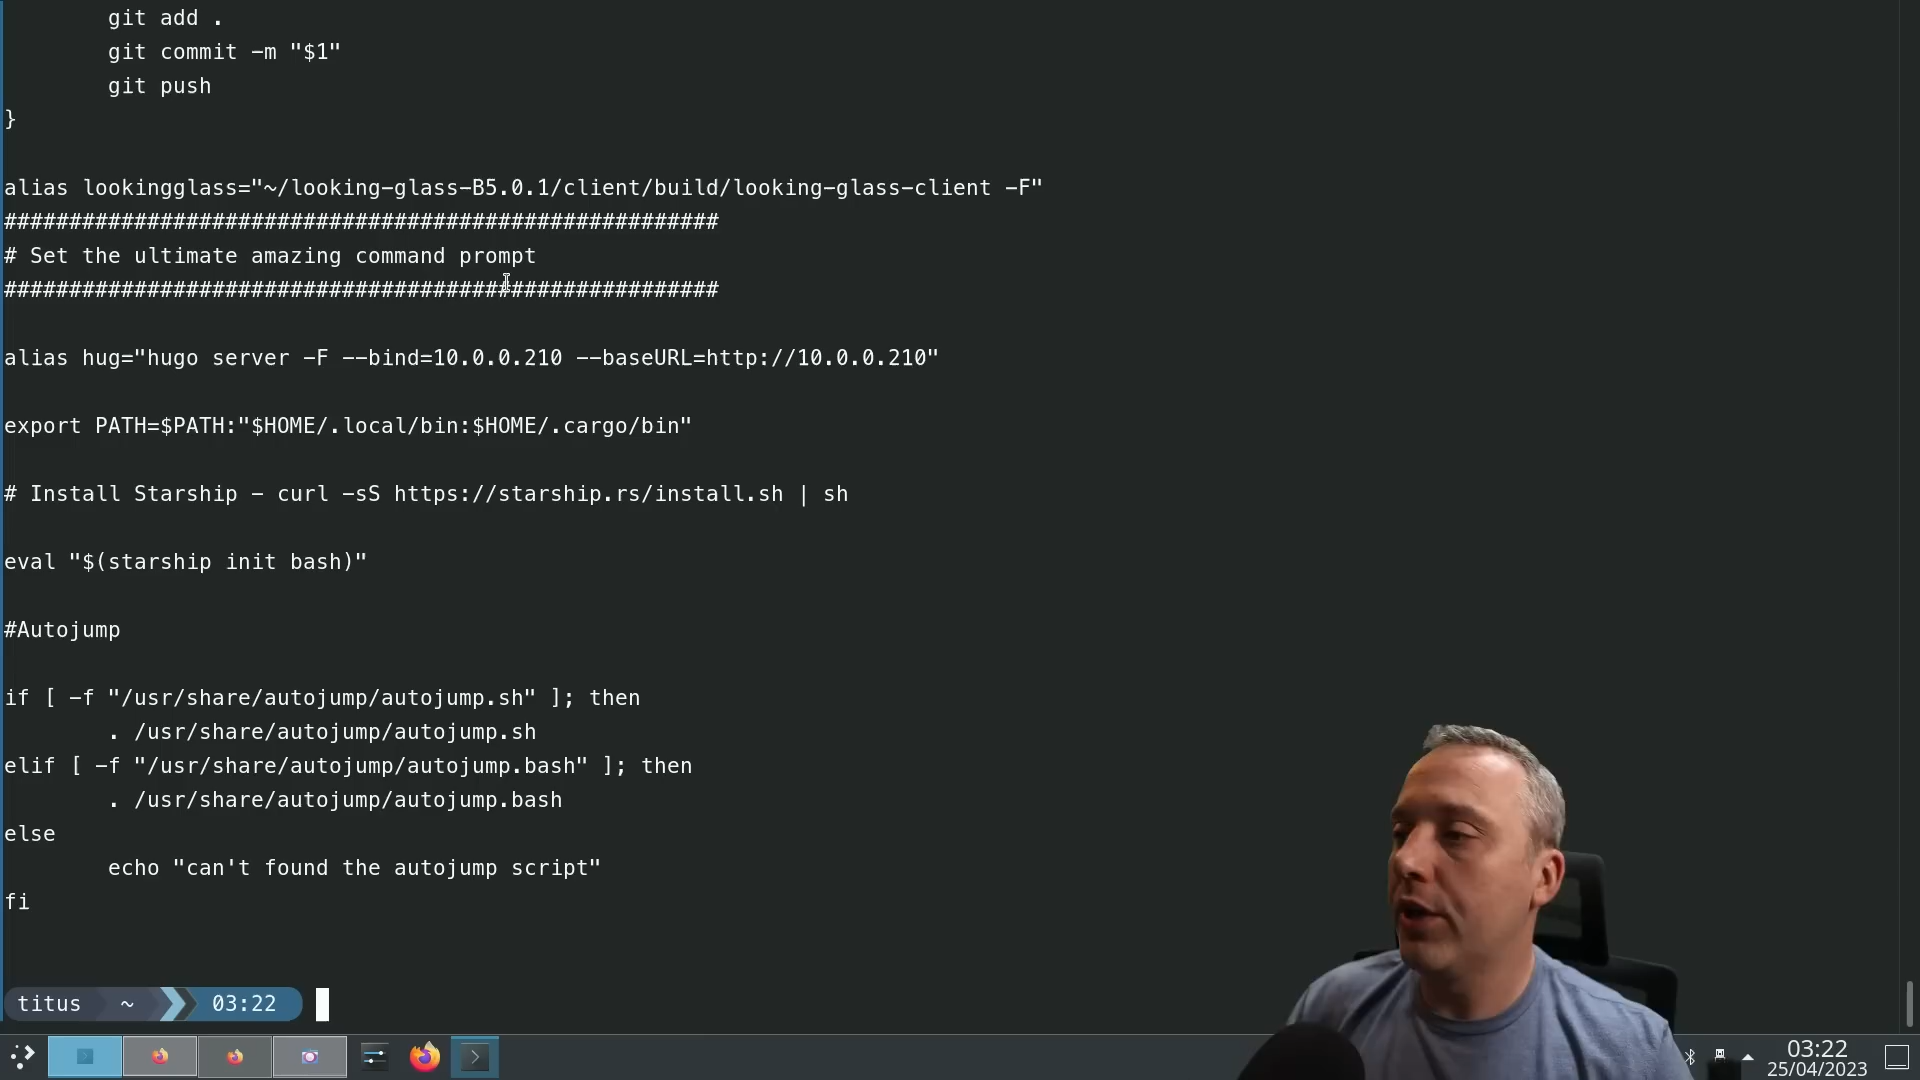 git add .
git commit -m "$1"
git push
}
alias lookingglass="~/looking-glass-B5.0.1/client/build/looking-glass-client -F"
#######################################################
# Set the ultimate amazing command prompt
#######################################################
alias hug="hugo server -F --bind=10.0.0.210 --baseURL=http://10.0.0.210"
export PATH=$PATH:"$HOME/.local/bin:$HOME/.cargo/bin"
# Install Starship - curl -sS https://starship.rs/install.sh | sh
eval "$(starship init bash)"
#Autojump
if [ -f "/usr/share/autojump/autojump.sh" ]; then
. /usr/share/autojump/autojump.sh
elif [ -f "/usr/share/autojump/autojump.bash" ]; then
. /usr/share/autojump/autojump.bash
else
echo "can't found the autojump script"
fi
titus ~ 03:22
03:22
25/04/2023